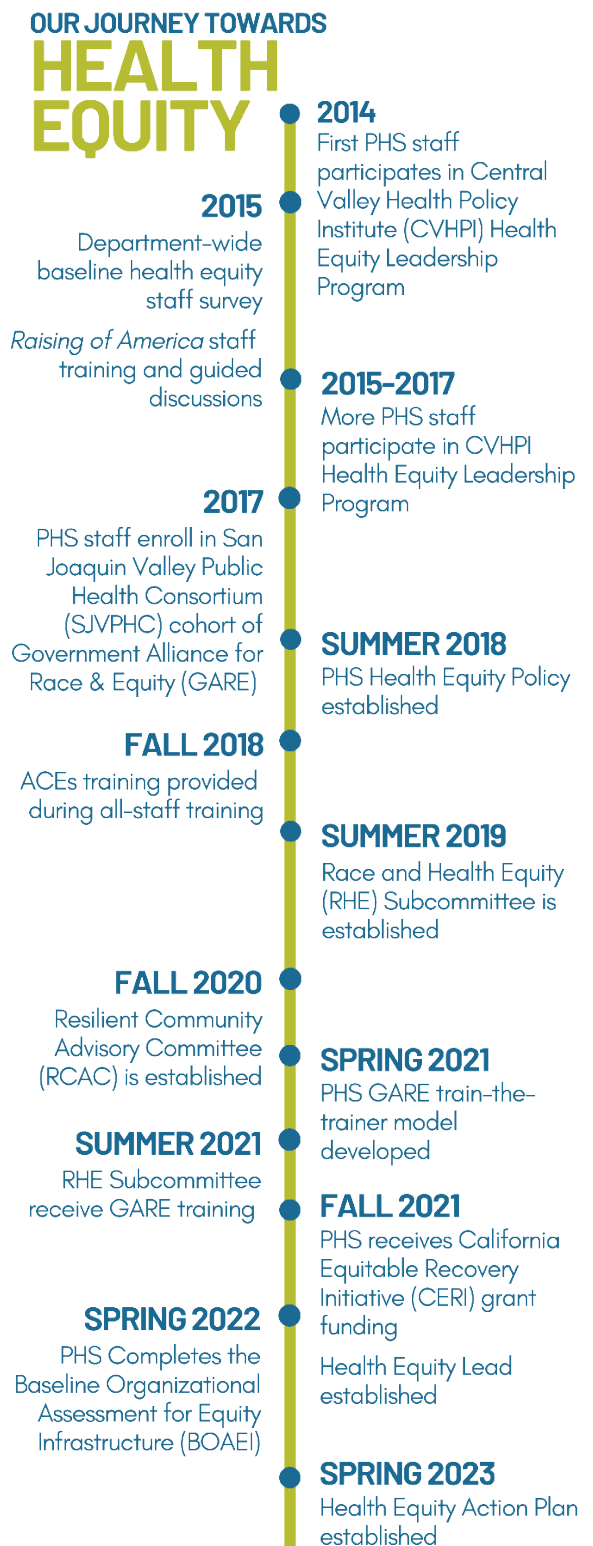 OUR JOURNEY TOWARDS
HEALTH
EQUITY
2014
First PHS staff
participates in Central
Valley Health Policy
Institute (CVHPI) Health
Equity Leadership
Program
2015
Department-wide
baseline health equity
staff survey
Raising of America staff
training and guided
discussions
2015-2017
More PHS staff
participate in CVHPI
Health Equity Leadership
Program
2017
PHS staff enroll in San
Joaquin Valley Public
Health Consortium
(SJVPHC) cohort of
Government Alliance for
Race & Equity (GARE)
SUMMER 2018
PHS Health Equity Policy
established
FALL 2018
ACEs training provided
during all-staff training
SUMMER 2019
Race and Health Equity
(RHE) Subcommittee is
established
FALL 2020
Resilient Community
Advisory Committee
(RCAC) is established
SPRING 2021
PHS GARE train-the-
trainer model
developed
SUMMER 2021
RHE Subcommittee
receive GARE training
FALL 2021
PHS receives California
Equitable Recovery
Initiative (CERI) grant
funding
Health Equity Lead
established
SPRING 2022
PHS Completes the
Baseline Organizational
Assessment for Equity
Infrastructure (BOAEI)
SPRING 2023
Health Equity Action Plan
established